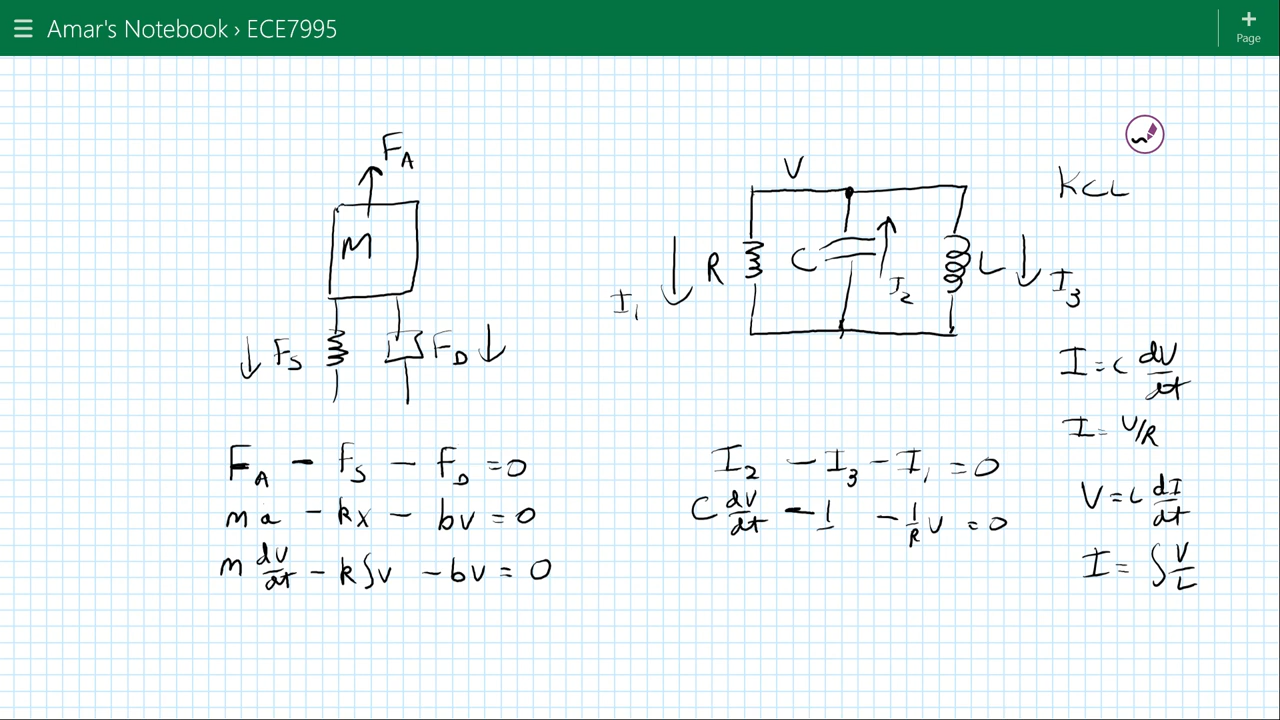 Amar's Notebook › ECE7995
Page
F_A
M
F_S
F_D
F_A - F_S - F_D = 0
ma - kx - bv = 0
m dv/dt - k∫v - bv = 0
V
KCL
R
C
L
I_1
I_2
I_3
I_2 - I_3 - I_1 = 0
C dV/dt - 1 - 1/R V = 0
I = C dV/dt
I = V/R
V = L dI/dt
I = ∫ V/L